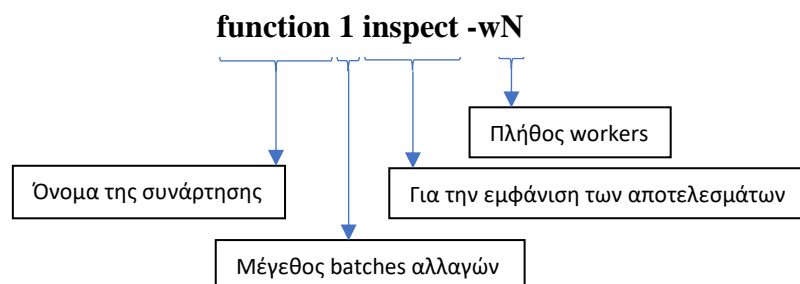 function 1 inspect -wN
Πλήθος workers
Όνομα της συνάρτησης
Για την εμφάνιση των αποτελεσμάτων
Μέγεθος batches αλλαγών